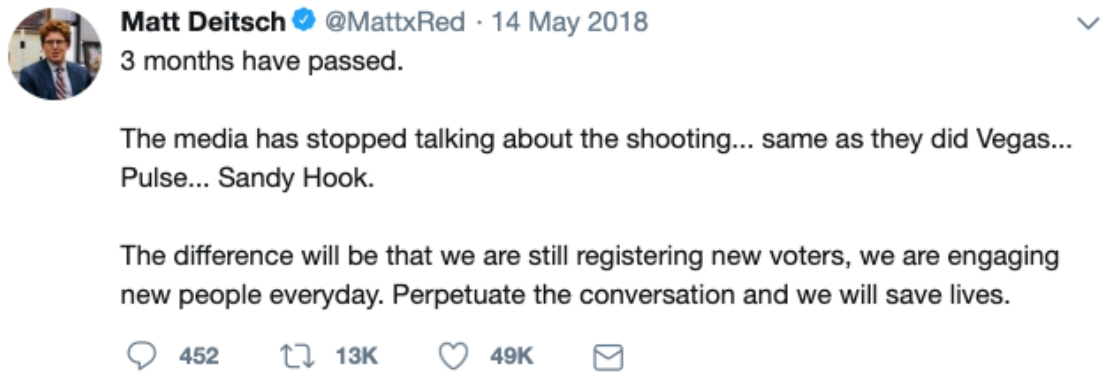 Matt Deitsch @MattxRed · 14 May 2018
3 months have passed.
The media has stopped talking about the shooting... same as they did Vegas...
Pulse... Sandy Hook.
The difference will be that we are still registering new voters, we are engaging
new people everyday. Perpetuate the conversation and we will save lives.
452 13K 49K